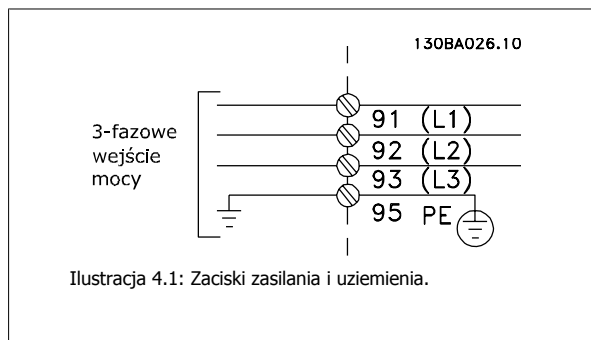 130BA026.10
3-fazowe
wejście
mocy
91 (L1)
92 (L2)
93 (L3)
95 PE
Ilustracja 4.1: Zaciski zasilania i uziemienia.